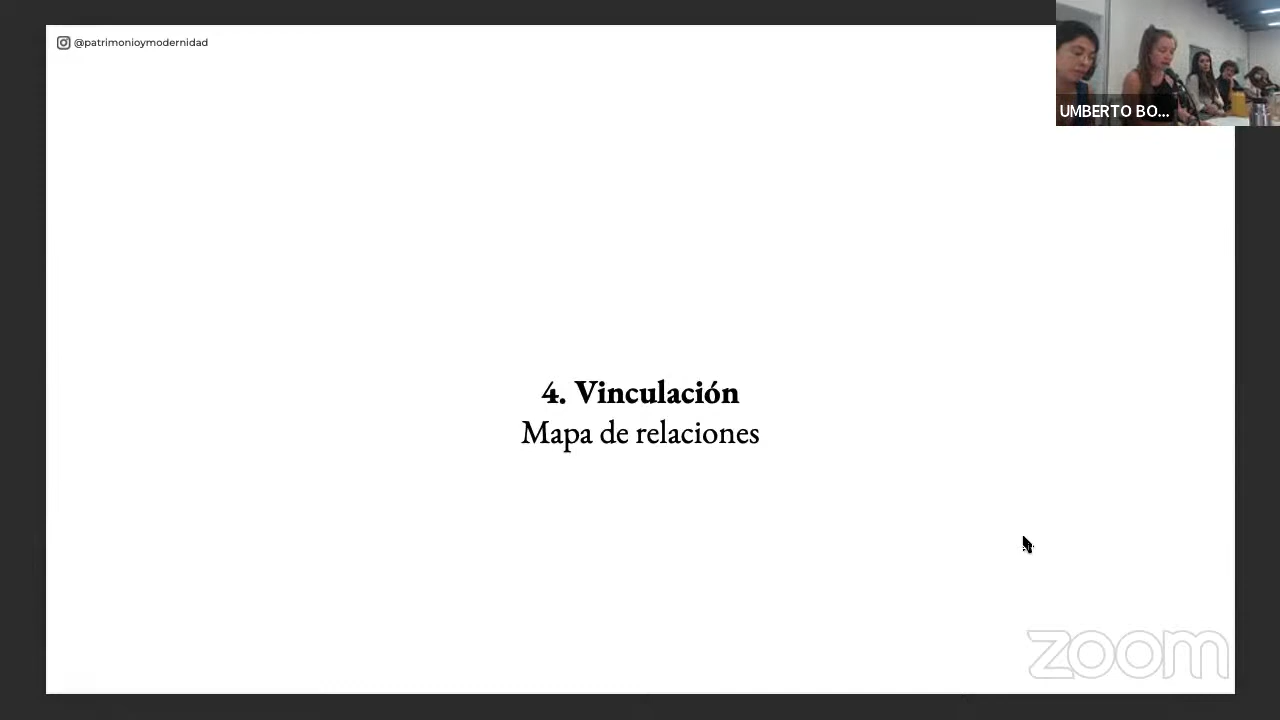 @patrimonioymodernidad
UMBERTO BO...
4. Vinculación
Mapa de relaciones
zoom